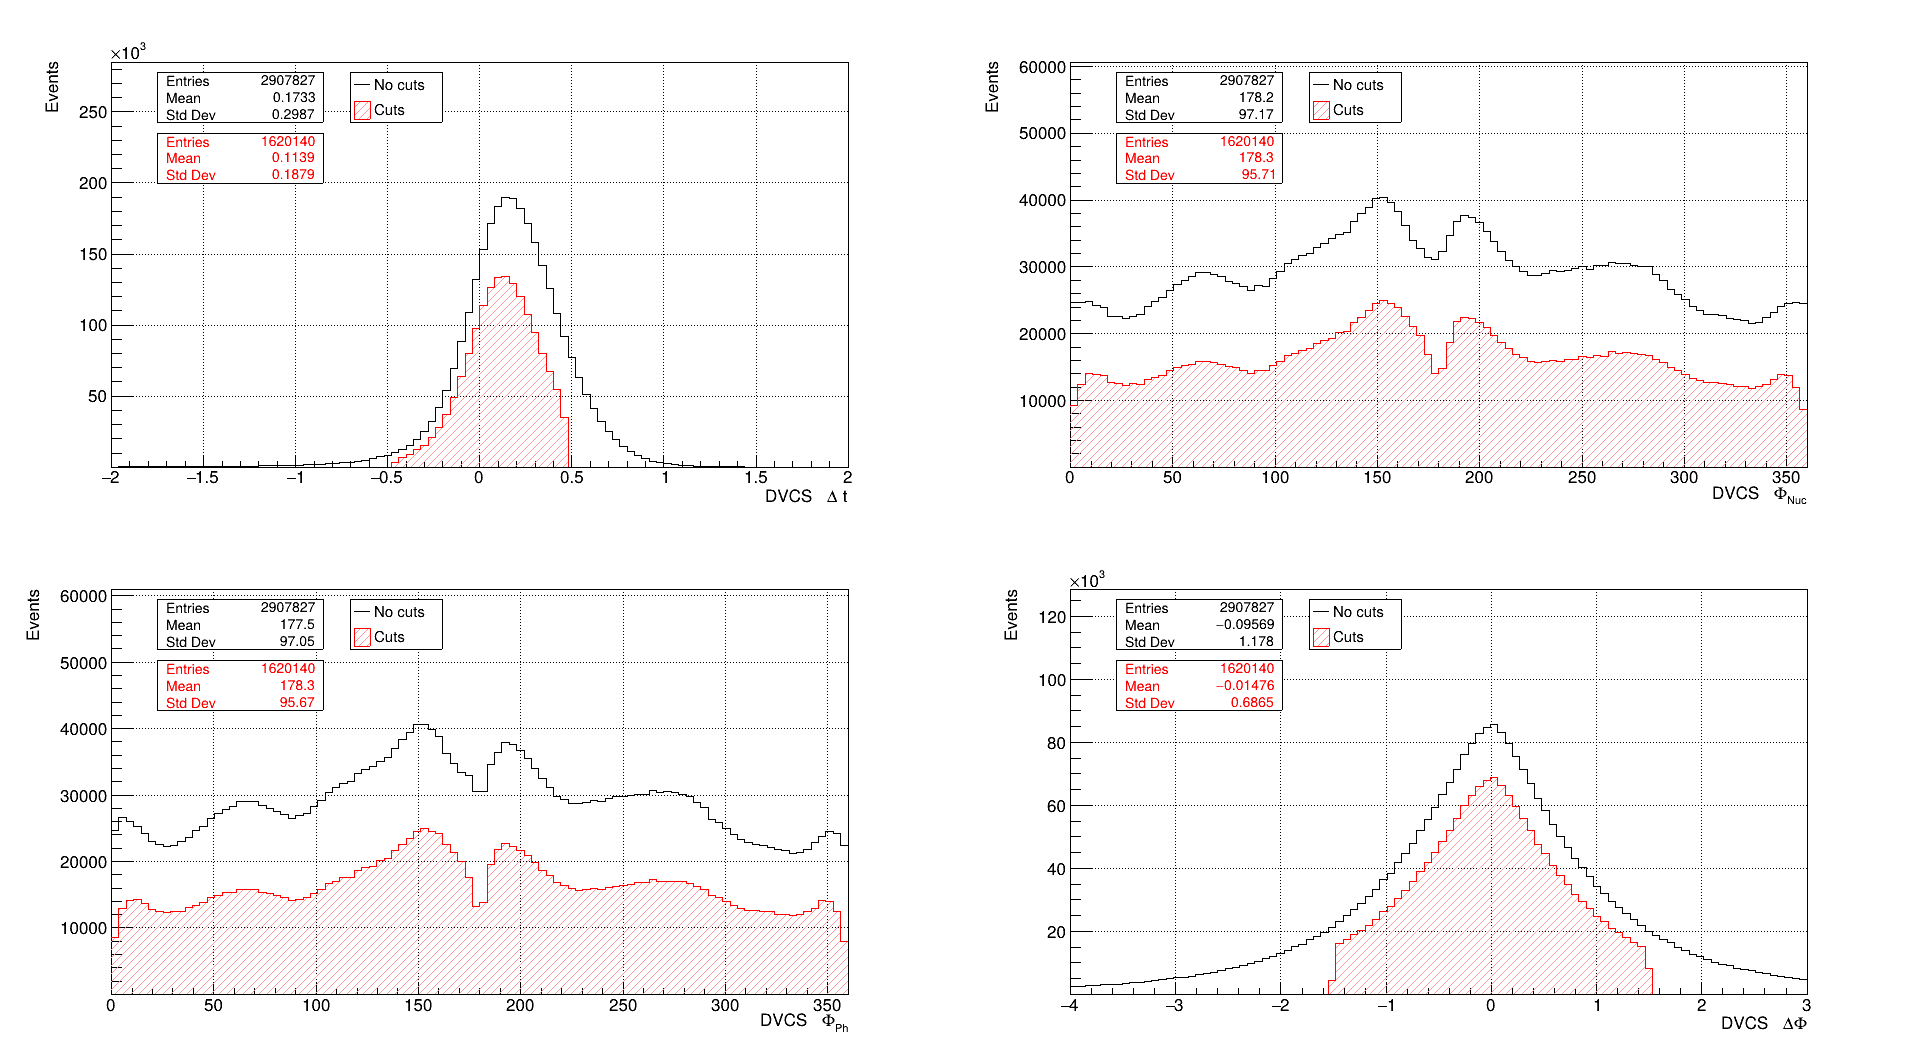 ×10³
Events
Entries 2907827
Mean 0.1733
Std Dev 0.2987
Entries 1620140
Mean 0.1139
Std Dev 0.1879
No cuts
Cuts
250
200
150
100
50
−2 −1.5 −1 −0.5 0 0.5 1 1.5 2
DVCS Δ t
Events
Entries 2907827
Mean 178.2
Std Dev 97.17
Entries 1620140
Mean 178.3
Std Dev 95.71
No cuts
Cuts
60000
50000
40000
30000
20000
10000
0 50 100 150 200 250 300 350
DVCS Φ_Nuc
Events
Entries 2907827
Mean 177.5
Std Dev 97.05
Entries 1620140
Mean 178.3
Std Dev 95.67
No cuts
Cuts
60000
50000
40000
30000
20000
10000
0 50 100 150 200 250 300 350
DVCS Φ_Ph
×10³
Events
Entries 2907827
Mean −0.09569
Std Dev 1.178
Entries 1620140
Mean −0.01476
Std Dev 0.6865
No cuts
Cuts
120
100
80
60
40
20
−4 −3 −2 −1 0 1 2 3
DVCS ΔΦ